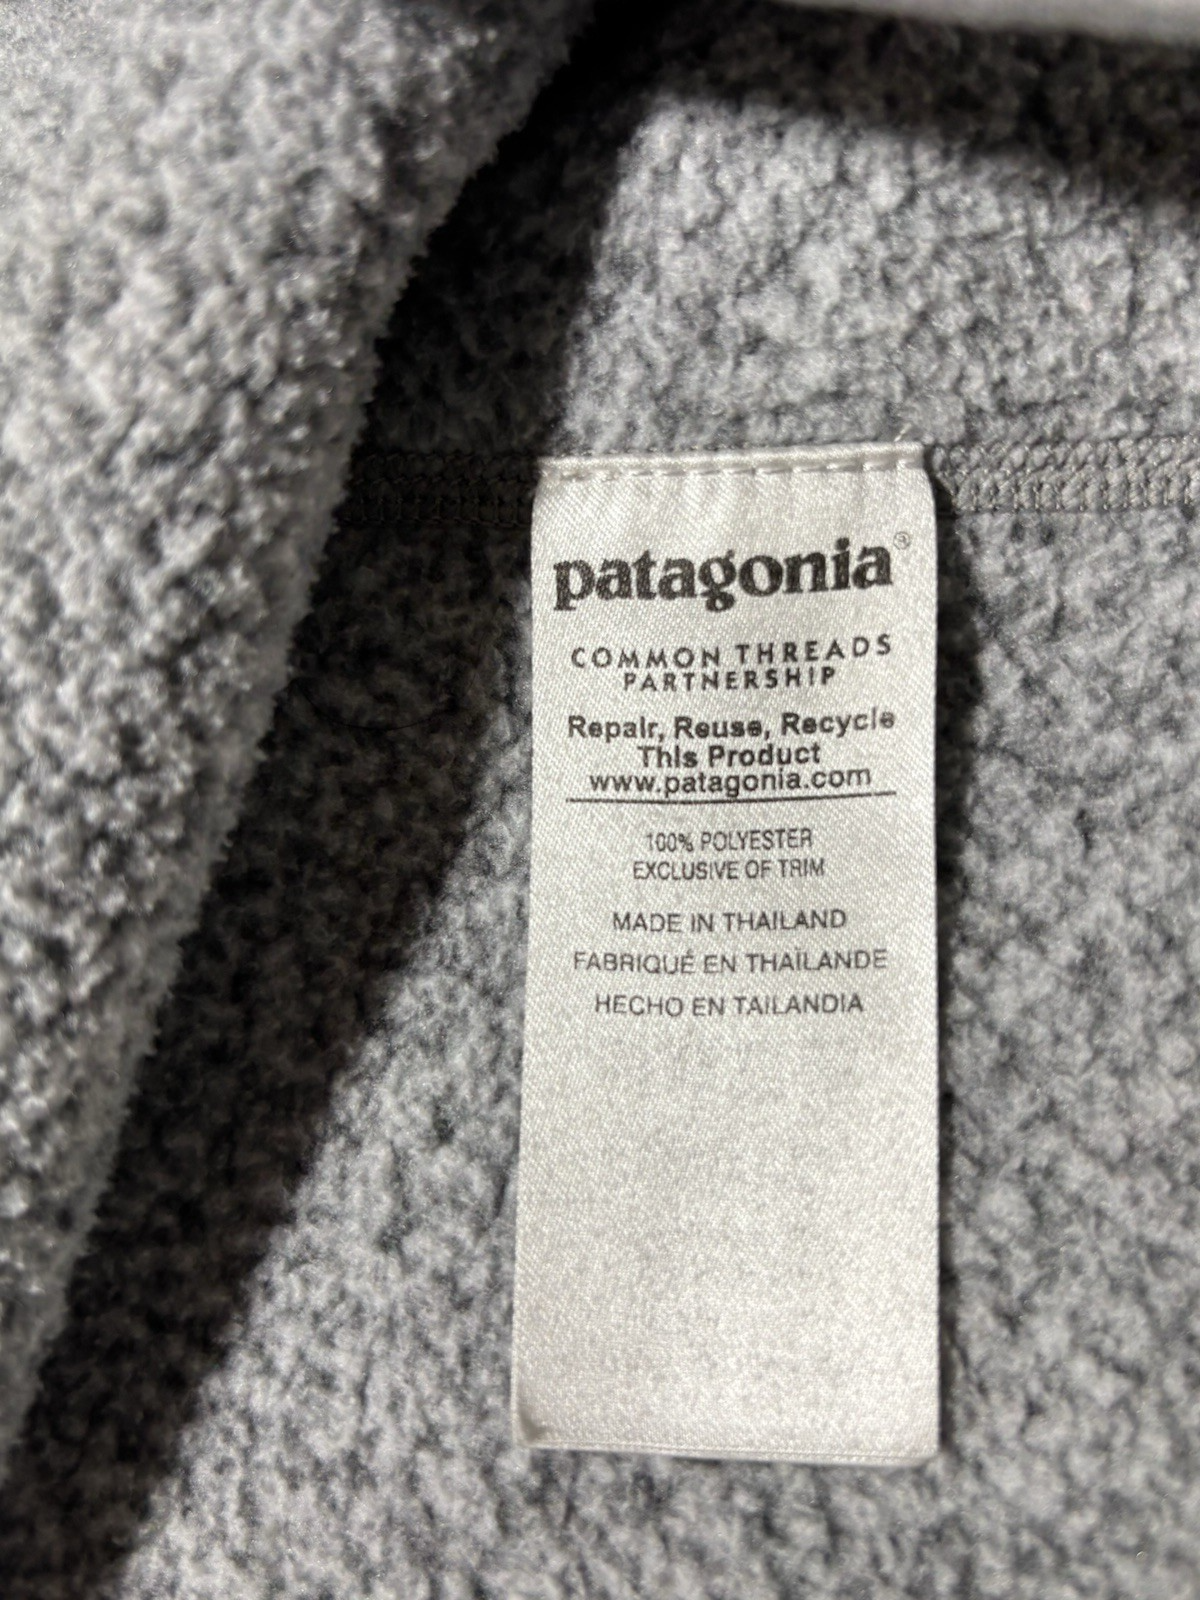 patagonia®
COMMON THREADS
PARTNERSHIP
Repair, Reuse, Recycle
This Product
www.patagonia.com
100% POLYESTER
EXCLUSIVE OF TRIM
MADE IN THAILAND
FABRIQUÉ EN THAÏLANDE
HECHO EN TAILANDIA